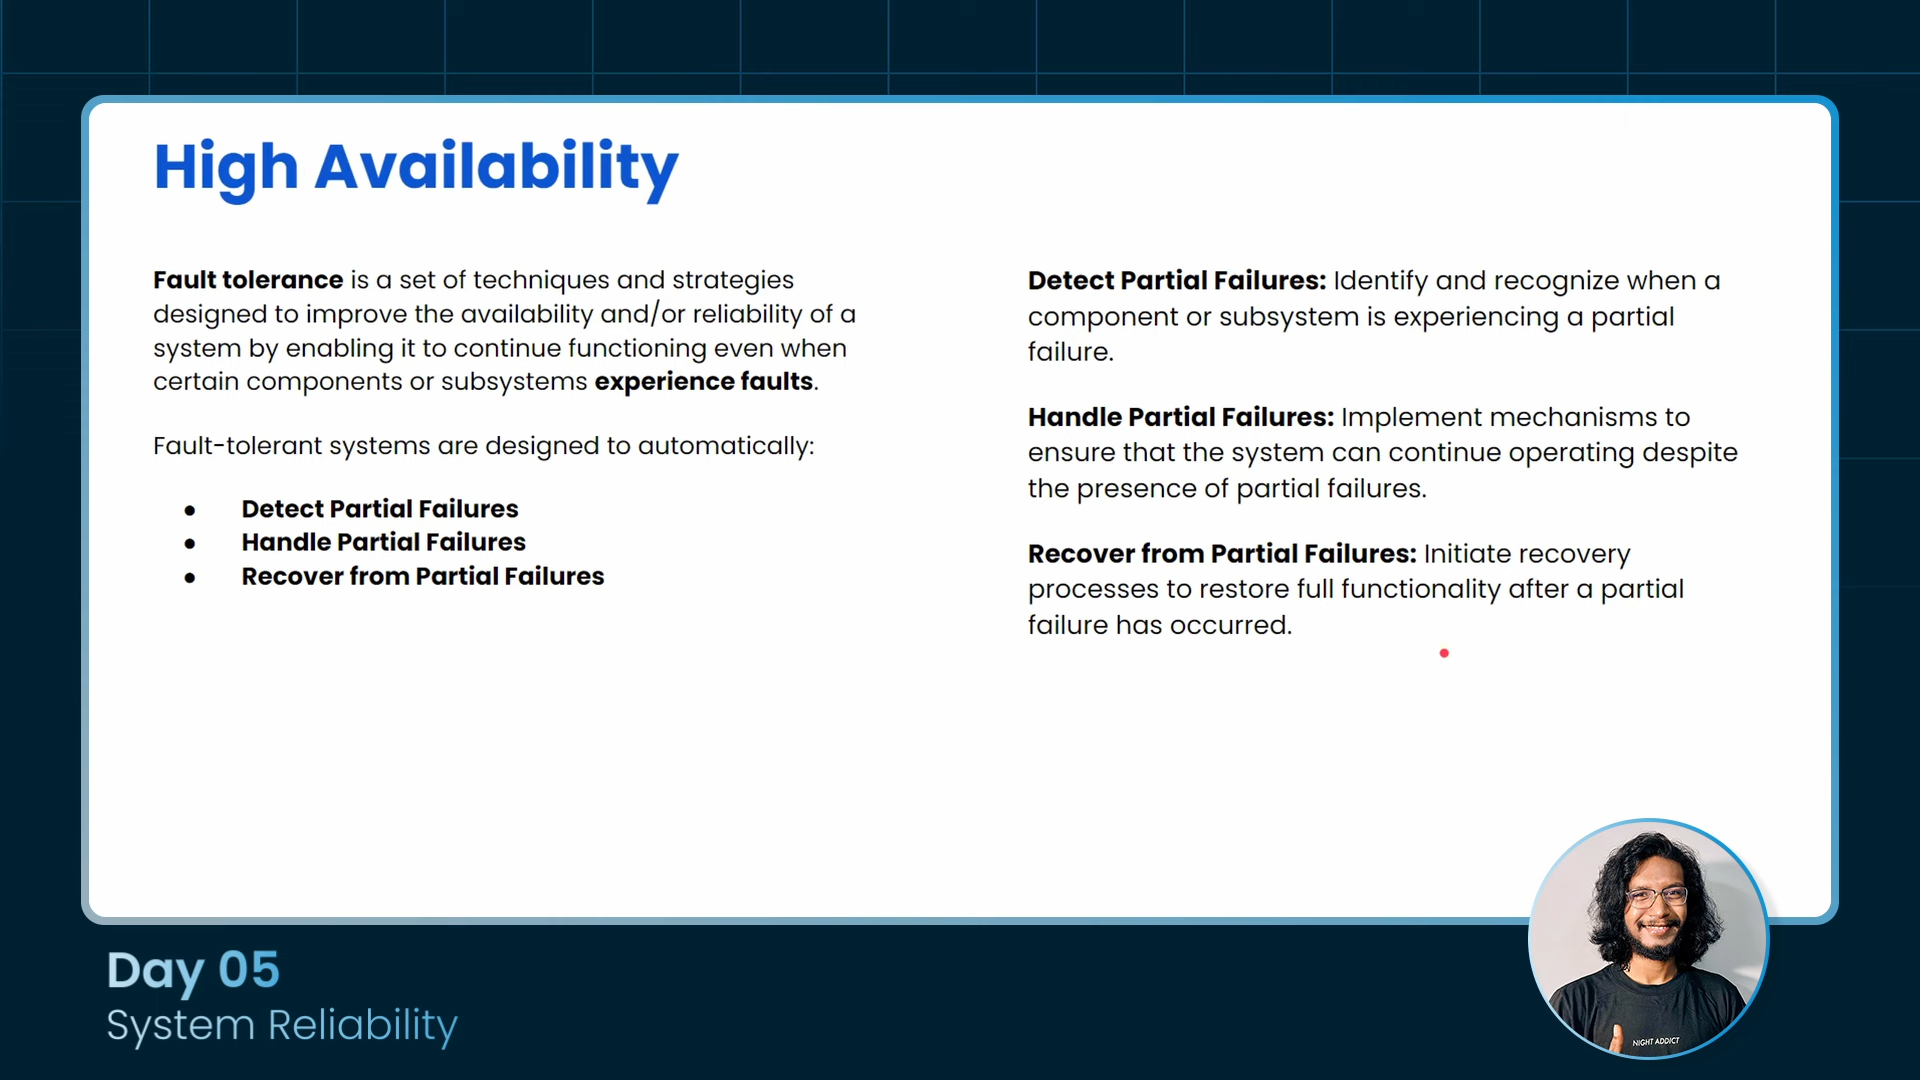 High Availability
Fault tolerance is a set of techniques and strategies
designed to improve the availability and/or reliability of a
system by enabling it to continue functioning even when
certain components or subsystems experience faults.
Fault-tolerant systems are designed to automatically:
● Detect Partial Failures
● Handle Partial Failures
● Recover from Partial Failures
Detect Partial Failures: Identify and recognize when a
component or subsystem is experiencing a partial
failure.
Handle Partial Failures: Implement mechanisms to
ensure that the system can continue operating despite
the presence of partial failures.
Recover from Partial Failures: Initiate recovery
processes to restore full functionality after a partial
failure has occurred.
Day 05
System Reliability
NIGHT ADDICT